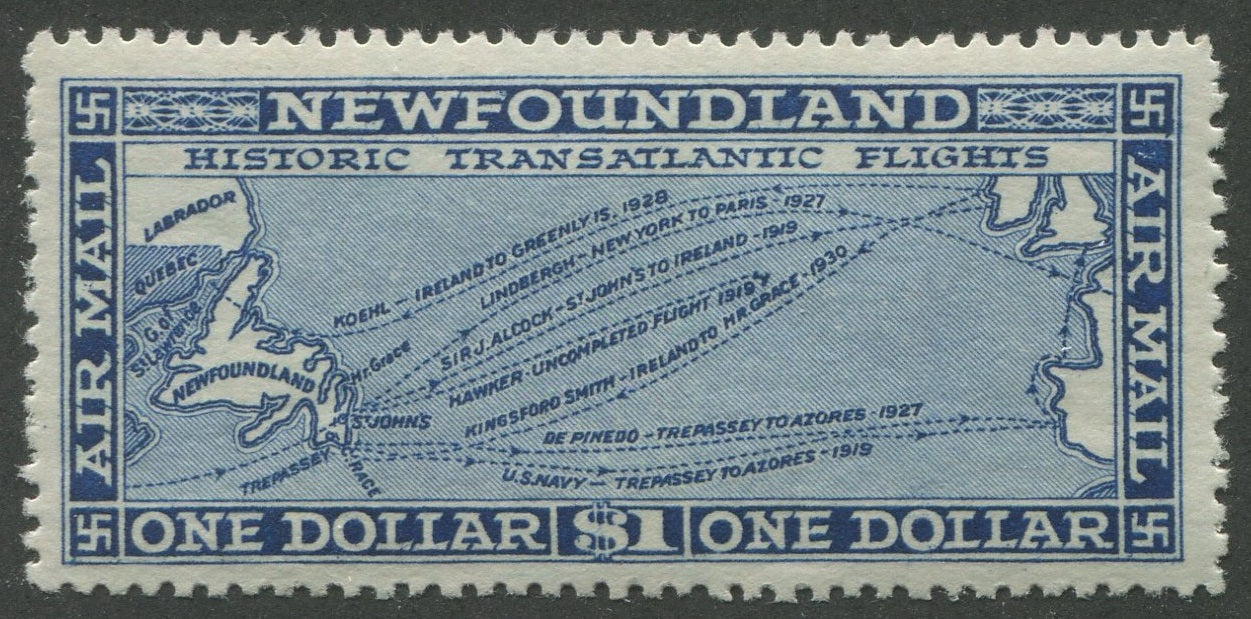 NEWFOUNDLAND
HISTORIC TRANSATLANTIC FLIGHTS
AIR MAIL
AIR MAIL
LABRADOR
QUEBEC
G. of
St Lawrence
NEWFOUNDLAND
KOEHL - IRELAND TO GREENLY IS. 1928
LINDBERGH - NEW YORK TO PARIS - 1927
Hr. Grace
SIR J. ALCOCK - ST JOHN'S TO IRELAND - 1919
HAWKER - UNCOMPLETED FLIGHT 1919
KINGSFORD SMITH - IRELAND TO HR. GRACE - 1930
ST JOHN'S
DE PINEDO - TREPASSEY TO AZORES - 1927
U.S. NAVY - TREPASSEY TO AZORES - 1919
TREPASSEY
C. RACE
ONE DOLLAR $1 ONE DOLLAR